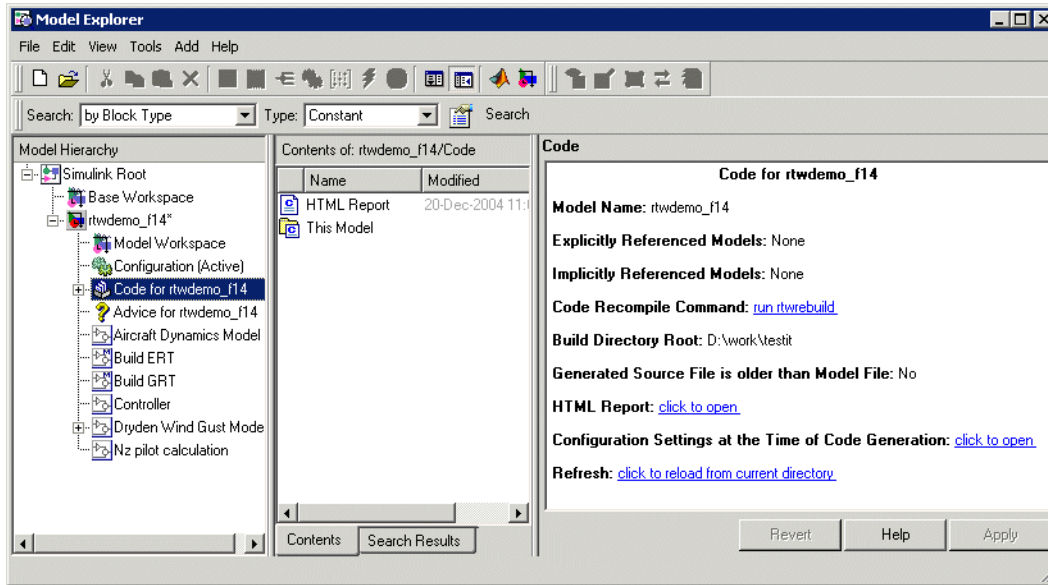 Model Explorer
File Edit View Tools Add Help
Search: by Block Type Type: Constant Search
Model Hierarchy
Simulink Root
Base Workspace
rtwdemo_f14*
Model Workspace
Configuration (Active)
Code for rtwdemo_f14
Advice for rtwdemo_f14
Aircraft Dynamics Model
Build ERT
Build GRT
Controller
Dryden Wind Gust Mode
Nz pilot calculation
Contents of: rtwdemo_f14/Code
Name Modified
HTML Report 20-Dec-2004 11:
This Model
Contents Search Results
Code
Code for rtwdemo_f14
Model Name: rtwdemo_f14
Explicitly Referenced Models: None
Implicitly Referenced Models: None
Code Recompile Command: run rtwrebuild
Build Directory Root: D:\work\testit
Generated Source File is older than Model File: No
HTML Report: click to open
Configuration Settings at the Time of Code Generation: click to open
Refresh: click to reload from current directory
Revert Help Apply